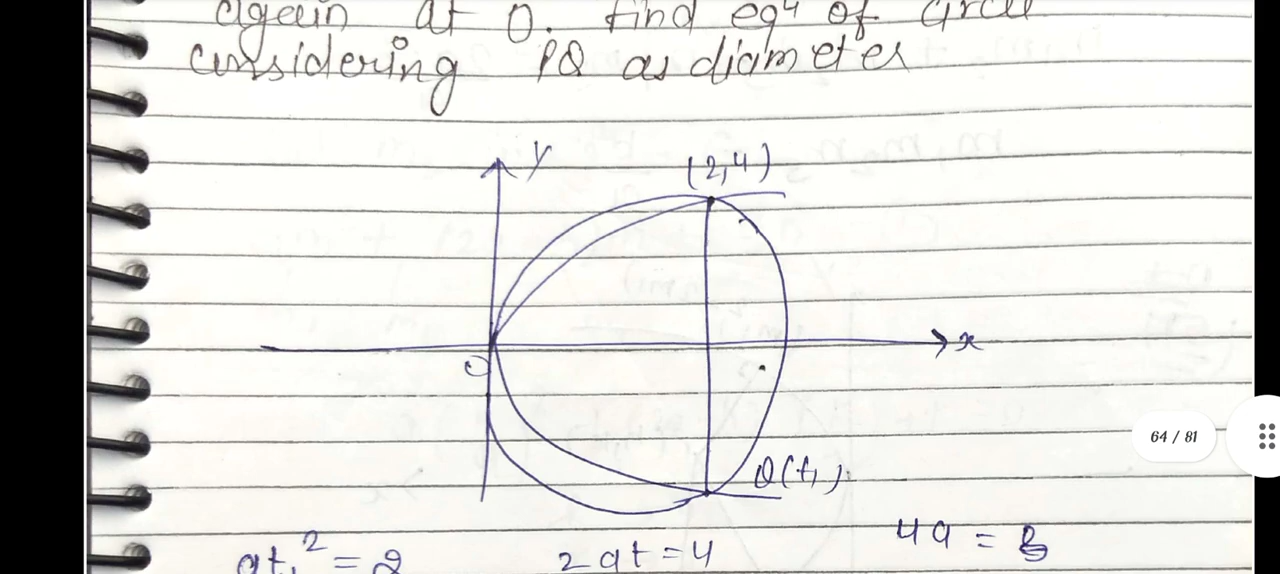 again at Q. find eqn of circle
considering PQ as diameter
y
(2,4)
x
O
64 / 81
Q(t₁)
4a = 8
at₁² = 2
2at = 4